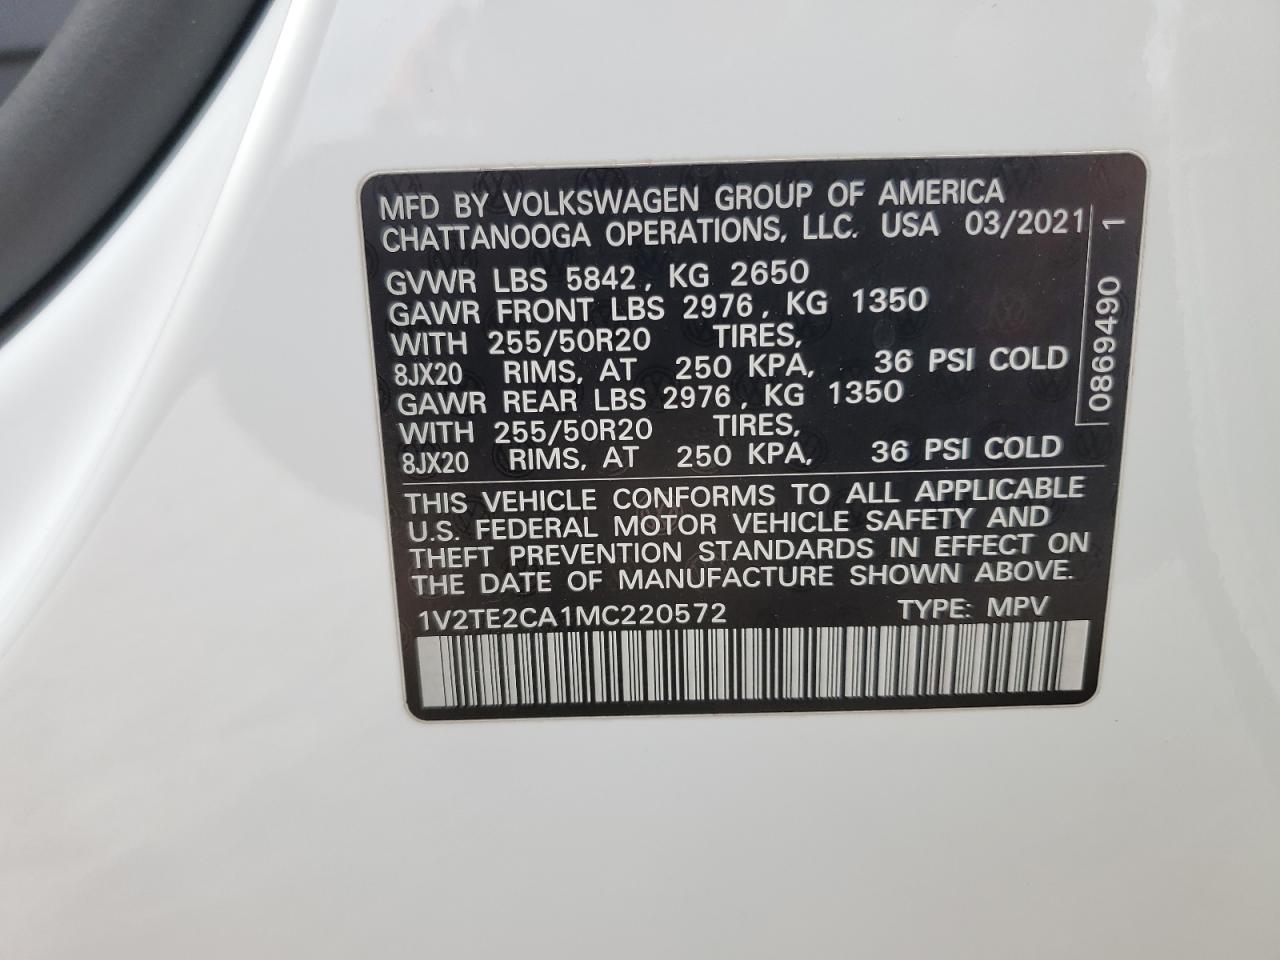 MFD BY VOLKSWAGEN GROUP OF AMERICA
CHATTANOOGA OPERATIONS, LLC. USA 03/2021
GVWR LBS 5842, KG 2650
GAWR FRONT LBS 2976, KG 1350
WITH 255/50R20 TIRES,
8JX20 RIMS, AT 250 KPA, 36 PSI COLD
GAWR REAR LBS 2976, KG 1350
WITH 255/50R20 TIRES,
8JX20 RIMS, AT 250 KPA, 36 PSI COLD
0869490 1
THIS VEHICLE CONFORMS TO ALL APPLICABLE
U.S. FEDERAL MOTOR VEHICLE SAFETY AND
THEFT PREVENTION STANDARDS IN EFFECT ON
THE DATE OF MANUFACTURE SHOWN ABOVE.
1V2TE2CA1MC220572 TYPE: MPV